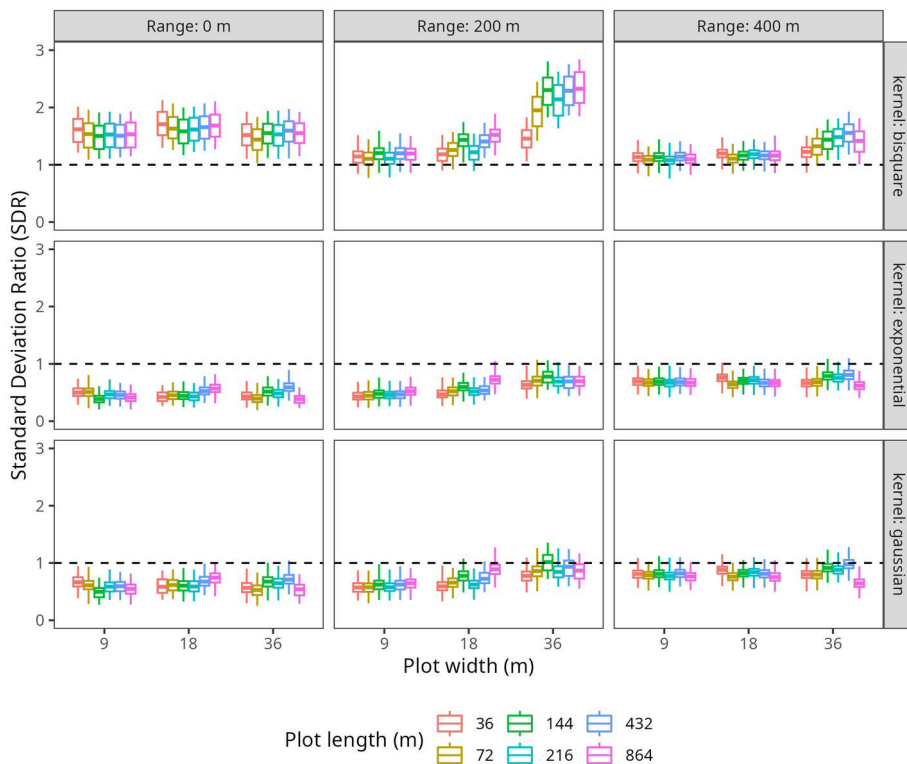 Range: 0 m
Range: 200 m
Range: 400 m
Standard Deviation Ratio (SDR)
3
2
1
0
kernel: bisquare
3
2
1
0
kernel: exponential
3
2
1
0
kernel: gaussian
9 18 36
9 18 36
9 18 36
Plot width (m)
Plot length (m)
36 144 432
72 216 864